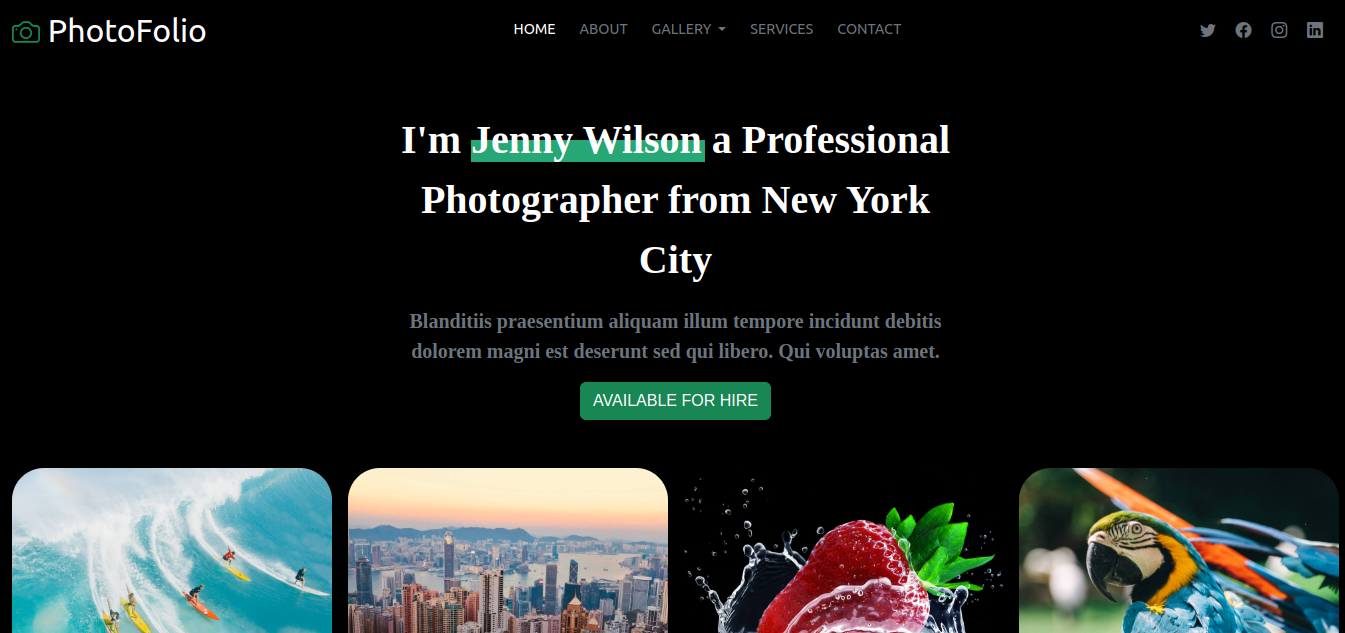 PhotoFolio
HOME ABOUT GALLERY SERVICES CONTACT
I'm Jenny Wilson a Professional
Photographer from New York
City
Blanditiis praesentium aliquam illum tempore incidunt debitis
dolorem magni est deserunt sed qui libero. Qui voluptas amet.
AVAILABLE FOR HIRE